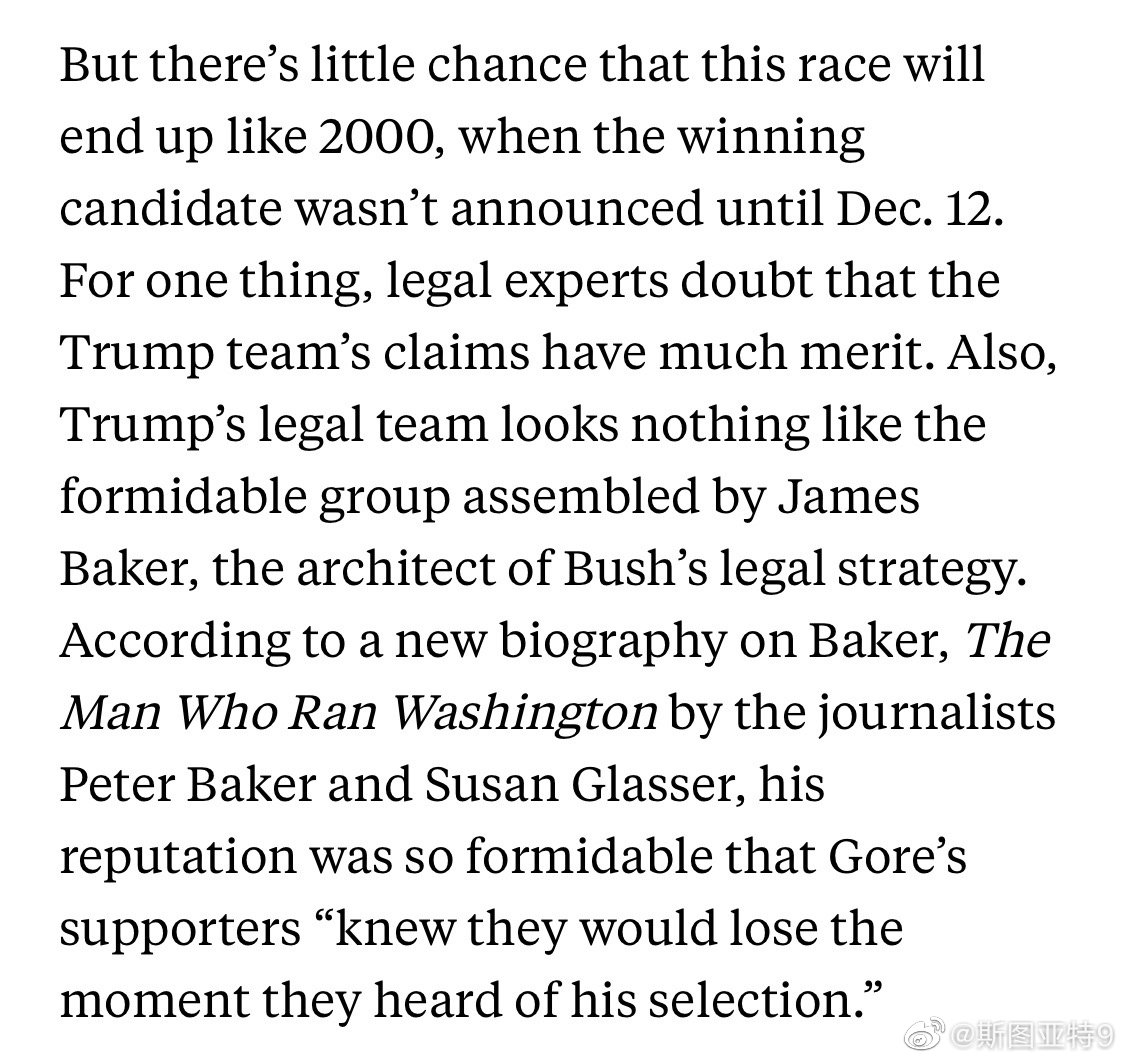 But there’s little chance that this race will
end up like 2000, when the winning
candidate wasn’t announced until Dec. 12.
For one thing, legal experts doubt that the
Trump team’s claims have much merit. Also,
Trump’s legal team looks nothing like the
formidable group assembled by James
Baker, the architect of Bush’s legal strategy.
According to a new biography on Baker, The
Man Who Ran Washington by the journalists
Peter Baker and Susan Glasser, his
reputation was so formidable that Gore’s
supporters “knew they would lose the
moment they heard of his selection.”
@斯图亚特9